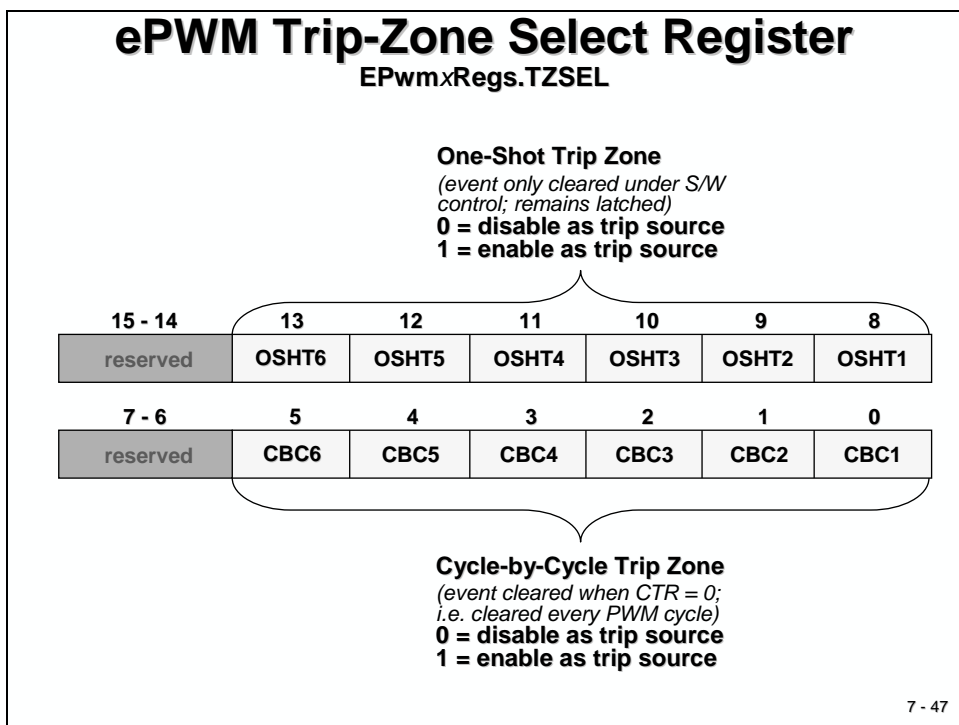 ePWM Trip-Zone Select Register
EPwmxRegs.TZSEL
One-Shot Trip Zone
(event only cleared under S/W
control; remains latched)
0 = disable as trip source
1 = enable as trip source
15 - 14 13 12 11 10 9 8
reserved OSHT6 OSHT5 OSHT4 OSHT3 OSHT2 OSHT1
7 - 6 5 4 3 2 1 0
reserved CBC6 CBC5 CBC4 CBC3 CBC2 CBC1
Cycle-by-Cycle Trip Zone
(event cleared when CTR = 0;
i.e. cleared every PWM cycle)
0 = disable as trip source
1 = enable as trip source
7 - 47